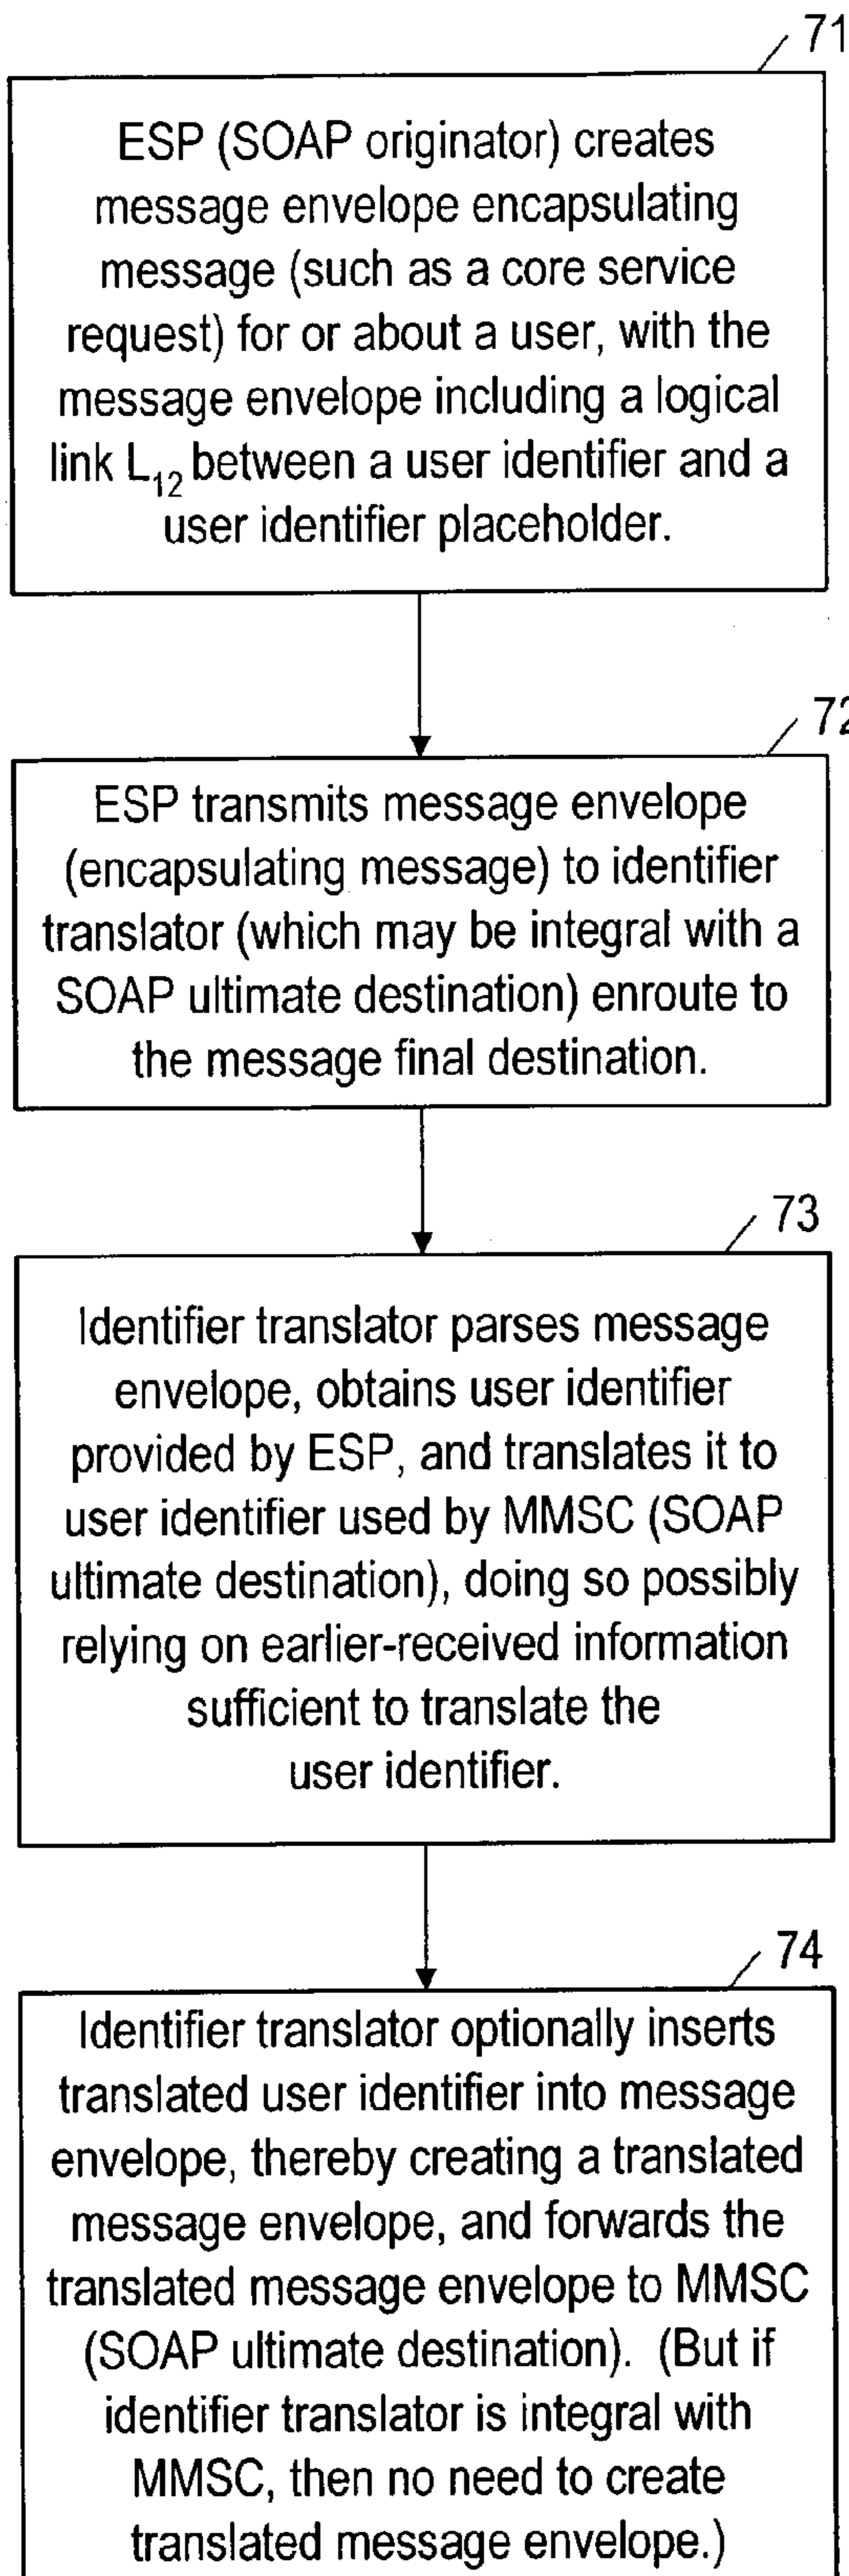 71
ESP (SOAP originator) creates
message envelope encapsulating
message (such as a core service
request) for or about a user, with the
message envelope including a logical
link L12 between a user identifier and a
user identifier placeholder.
72
ESP transmits message envelope
(encapsulating message) to identifier
translator (which may be integral with a
SOAP ultimate destination) enroute to
the message final destination.
73
Identifier translator parses message
envelope, obtains user identifier
provided by ESP, and translates it to
user identifier used by MMSC (SOAP
ultimate destination), doing so possibly
relying on earlier-received information
sufficient to translate the
user identifier.
74
Identifier translator optionally inserts
translated user identifier into message
envelope, thereby creating a translated
message envelope, and forwards the
translated message envelope to MMSC
(SOAP ultimate destination). (But if
identifier translator is integral with
MMSC, then no need to create
translated message envelope.)